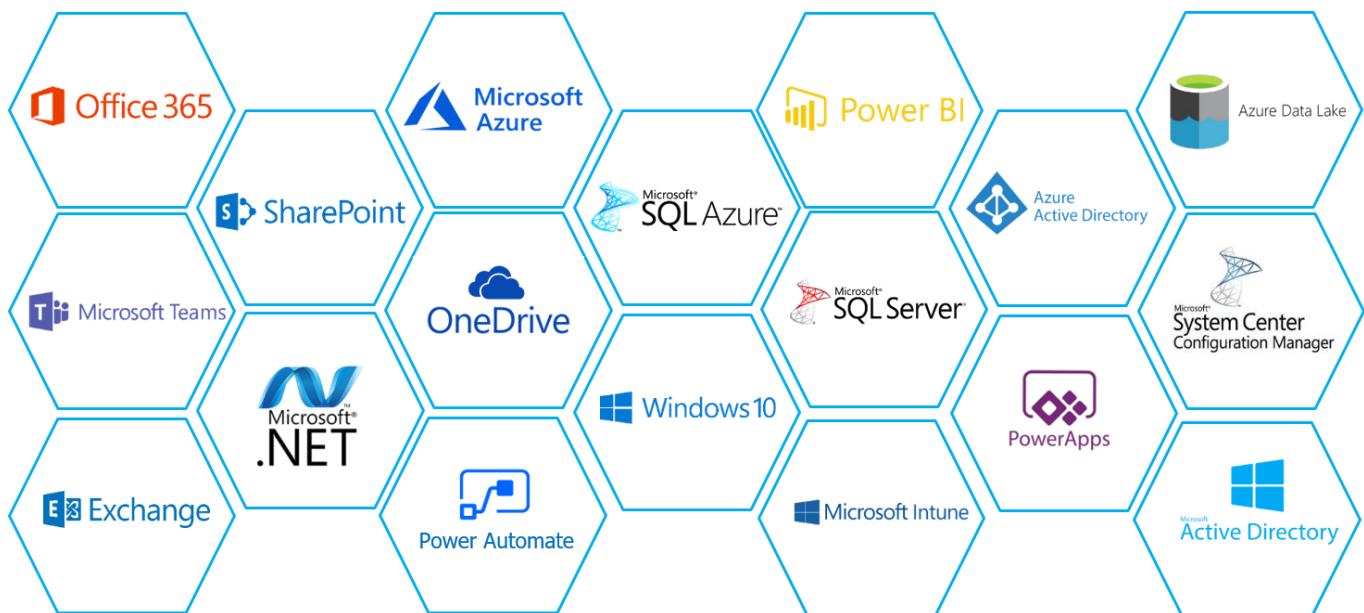 Office 365
Microsoft
Azure
Power BI
Azure Data Lake
S
SharePoint
Microsoft®
SQL Azure™
Azure
Active Directory
T
Microsoft Teams
OneDrive
Microsoft®
SQL Server®
Microsoft®
System Center
Configuration Manager
Microsoft®
.NET
Windows 10
PowerApps
E
Exchange
Power Automate
Microsoft Intune
Microsoft
Active Directory